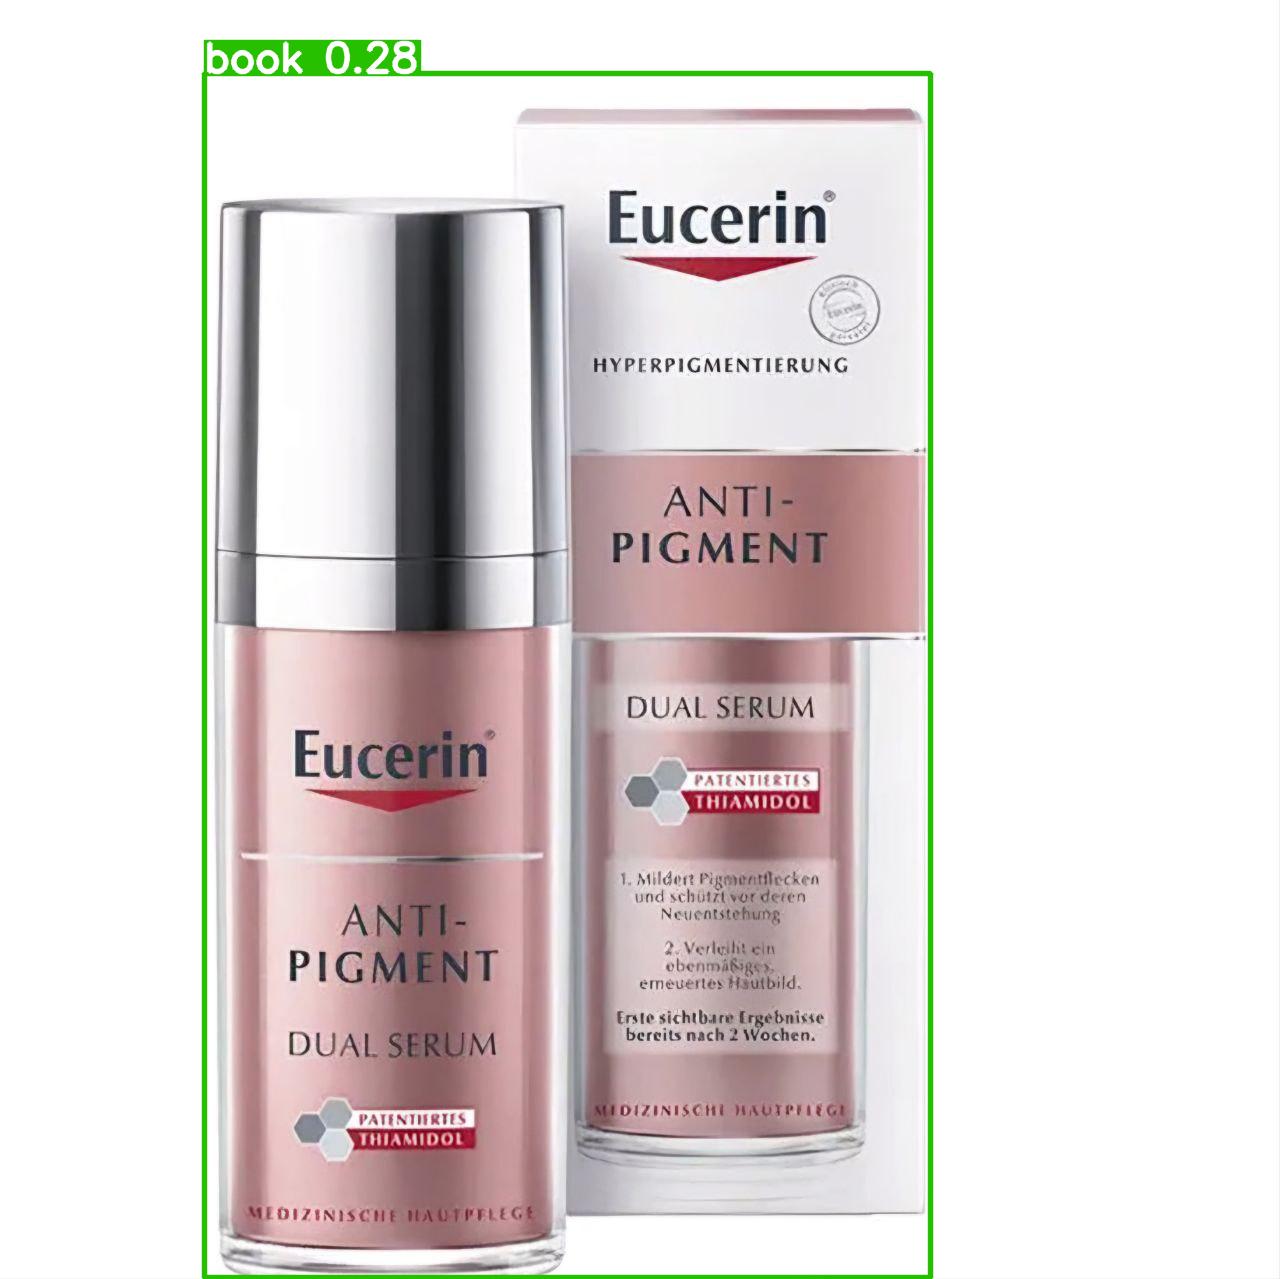 book 0.28
Eucerin®
HYPERPIGMENTIERUNG
ANTI-
PIGMENT
DUAL SERUM
PATENTIERTES
THIAMIDOL
1. Mildert Pigmentflecken
und schützt vor deren
Neuentstehung
2. Verleiht ein
ebenmäßiges,
erneuertes Hautbild.
Erste sichtbare Ergebnisse
bereits nach 2 Wochen.
MEDIZINISCHE HAUTPFLEGE
Eucerin®
ANTI-
PIGMENT
DUAL SERUM
PATENTIERTES
THIAMIDOL
MEDIZINISCHE HAUTPFLEGE